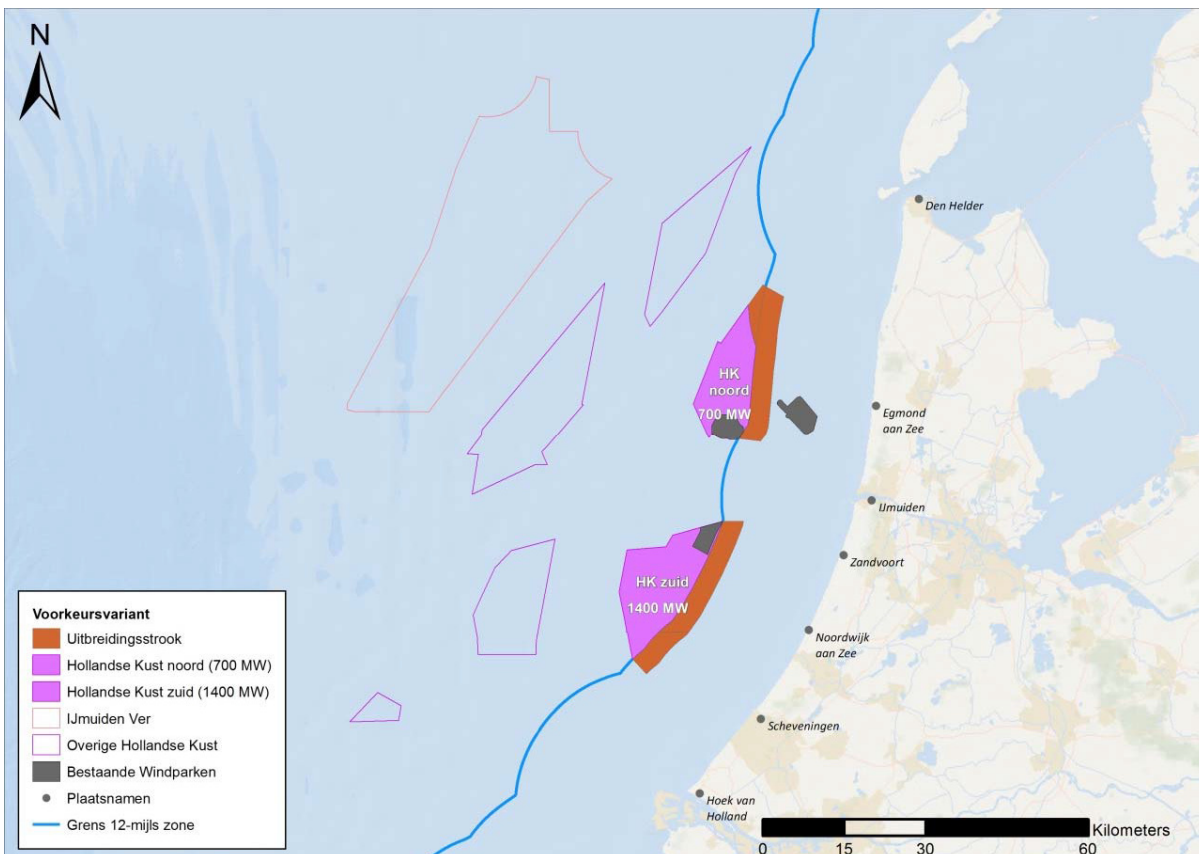 N
Den Helder
HK
noord
700 MW
Egmond
aan Zee
IJmuiden
Zandvoort
HK zuid
1400 MW
Noordwijk
aan Zee
Scheveningen
Hoek van
Holland
Voorkeursvariant
Uitbreidingsstrook
Hollandse Kust noord (700 MW)
Hollandse Kust zuid (1400 MW)
IJmuiden Ver
Overige Hollandse Kust
Bestaande Windparken
Plaatsnamen
Grens 12-mijls zone
Kilometers
0 15 30 60